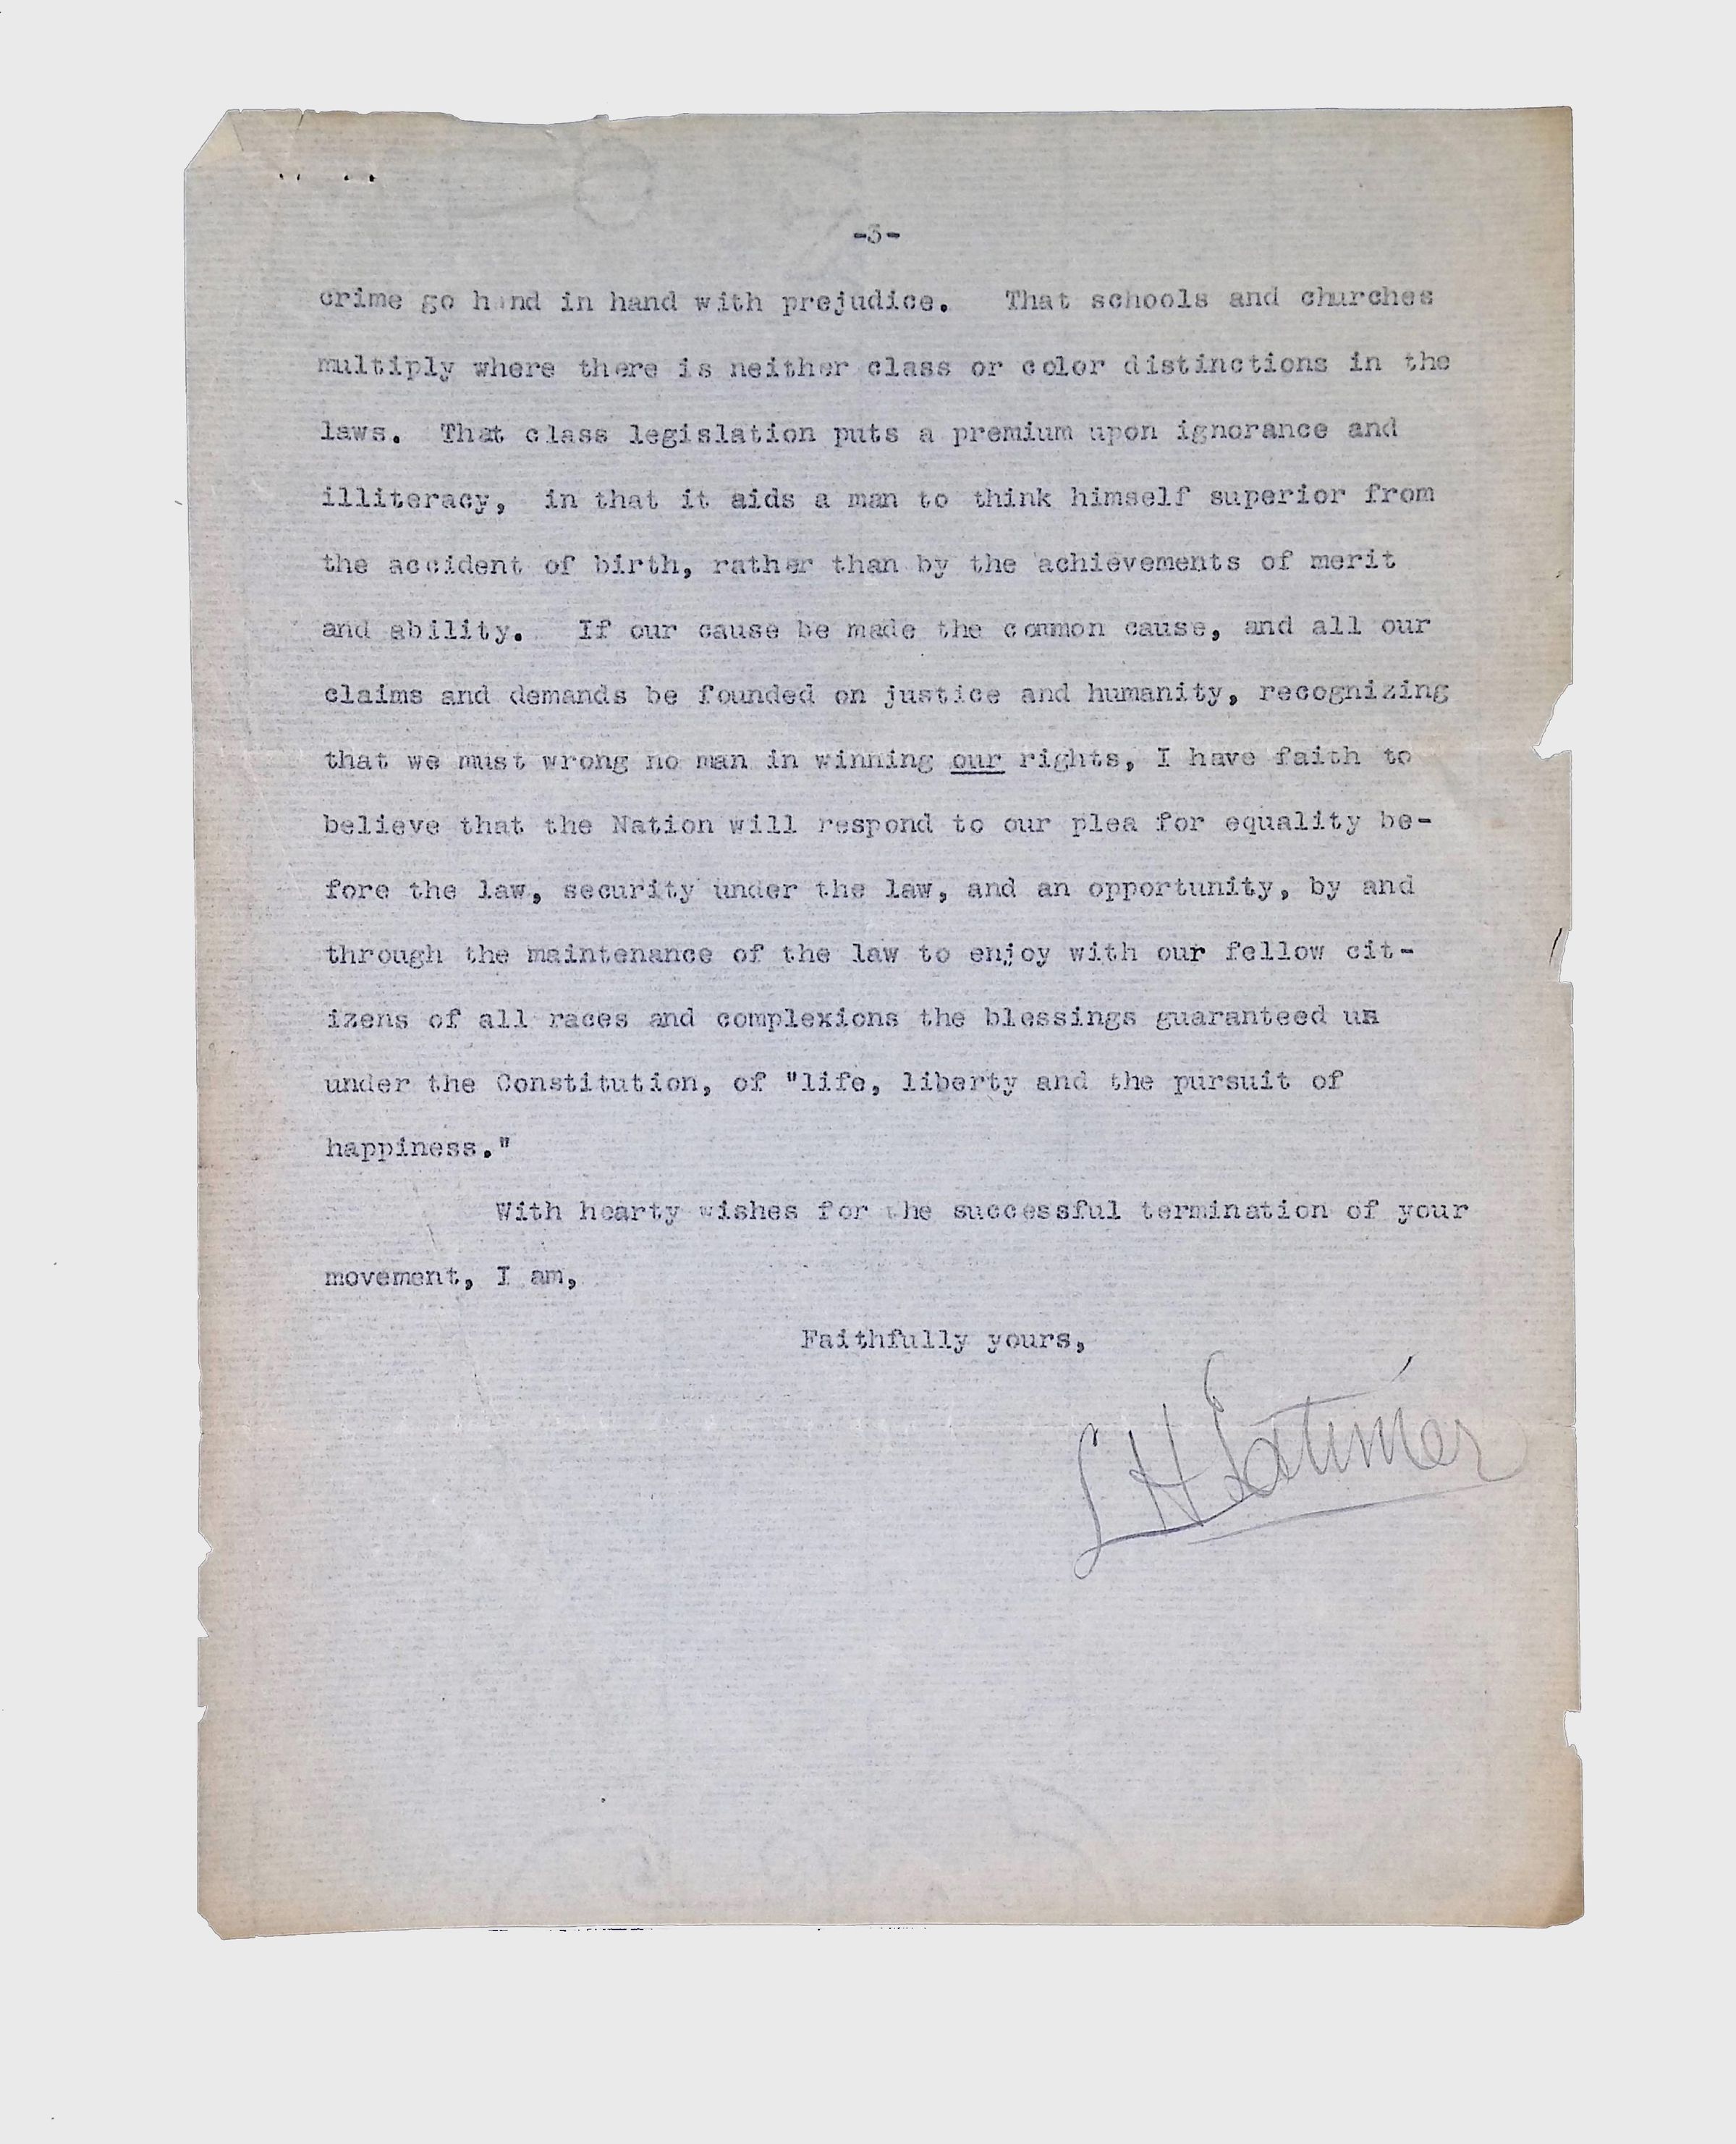 -3-
crime go hand in hand with prejudice. That schools and churches
multiply where there is neither class or color distinctions in the
laws. That class legislation puts a premium upon ignorance and
illiteracy, in that it aids a man to think himself superior from
the accident of birth, rather than by the achievements of merit
and ability. If our cause be made the common cause, and all our
claims and demands be founded on justice and humanity, recognizing
that we must wrong no man in winning our rights, I have faith to
believe that the Nation will respond to our plea for equality be-
fore the law, security under the law, and an opportunity, by and
through the maintenance of the law to enjoy with our fellow cit-
izens of all races and complexions the blessings guaranteed us
under the Constitution, of "life, liberty and the pursuit of
happiness."
With hearty wishes for the successful termination of your
movement, I am,
Faithfully yours,
L H Latimer